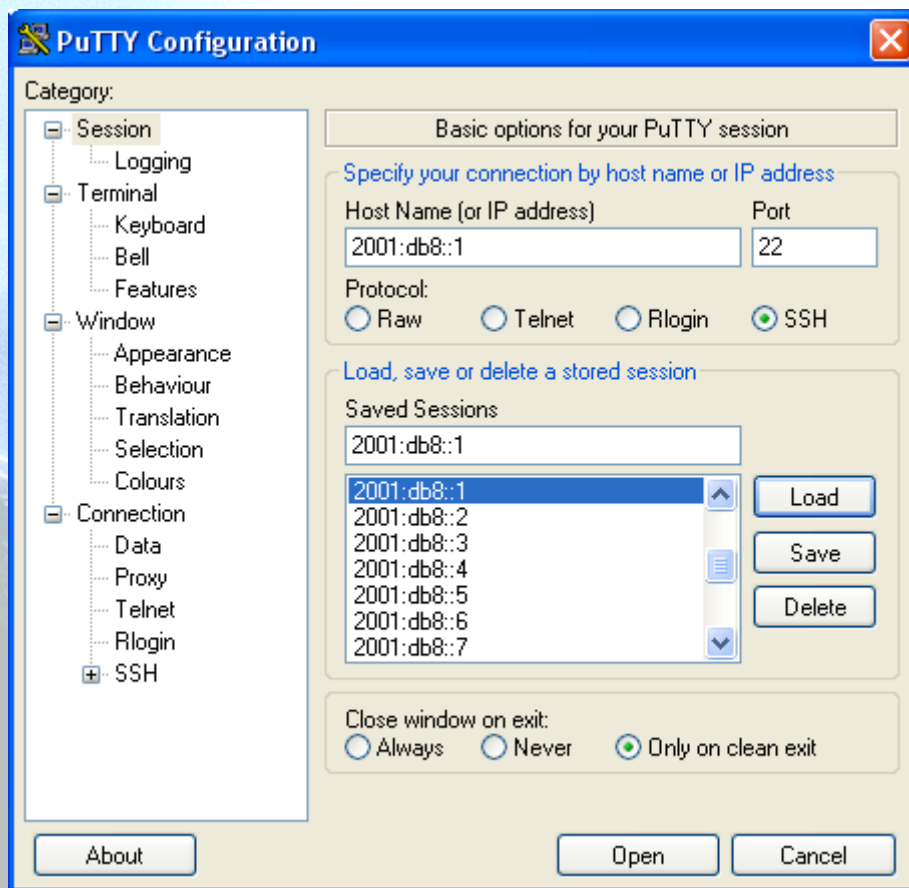 PuTTY Configuration
Category:
Session
Logging
Terminal
Keyboard
Bell
Features
Window
Appearance
Behaviour
Translation
Selection
Colours
Connection
Data
Proxy
Telnet
Rlogin
SSH
Basic options for your PuTTY session
Specify your connection by host name or IP address
Host Name (or IP address) Port
2001:db8::1 22
Protocol:
Raw Telnet Rlogin SSH
Load, save or delete a stored session
Saved Sessions
2001:db8::1
2001:db8::1
2001:db8::2
2001:db8::3
2001:db8::4
2001:db8::5
2001:db8::6
2001:db8::7
Load
Save
Delete
Close window on exit:
Always Never Only on clean exit
About Open Cancel